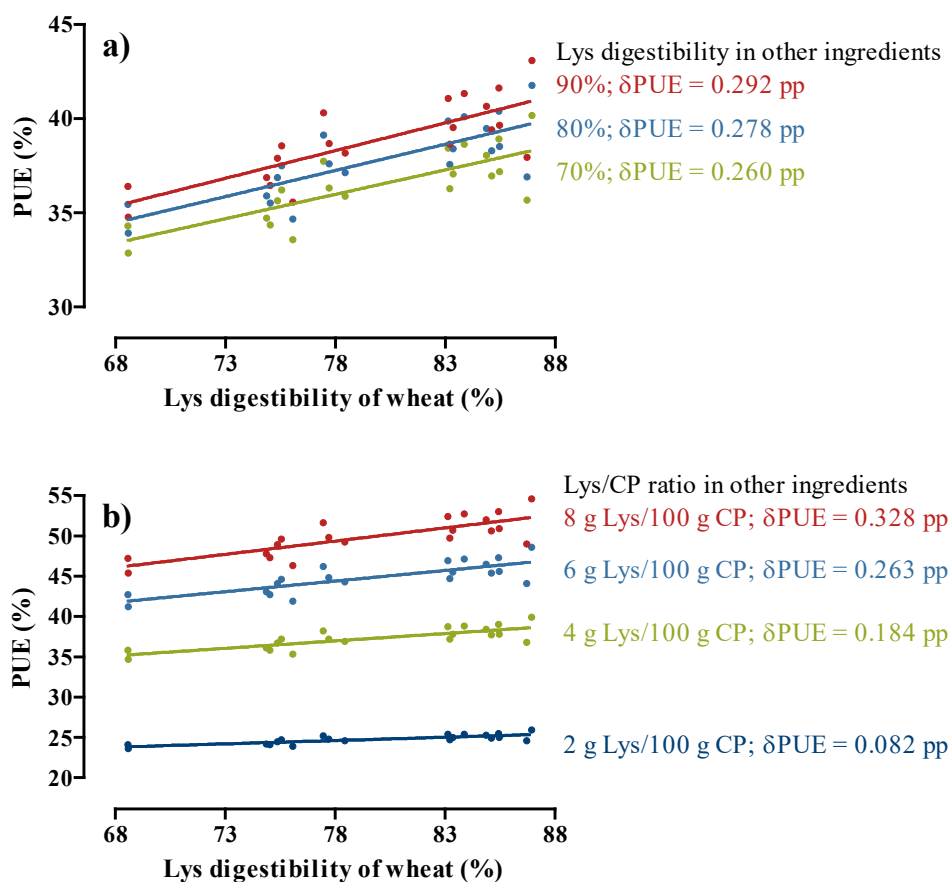 a)
Lys digestibility in other ingredients
90%; δPUE = 0.292 pp
80%; δPUE = 0.278 pp
70%; δPUE = 0.260 pp
PUE (%)
45
40
35
30
68 73 78 83 88
Lys digestibility of wheat (%)
b)
Lys/CP ratio in other ingredients
8 g Lys/100 g CP; δPUE = 0.328 pp
6 g Lys/100 g CP; δPUE = 0.263 pp
4 g Lys/100 g CP; δPUE = 0.184 pp
2 g Lys/100 g CP; δPUE = 0.082 pp
PUE (%)
55
50
45
40
35
30
25
20
68 73 78 83 88
Lys digestibility of wheat (%)